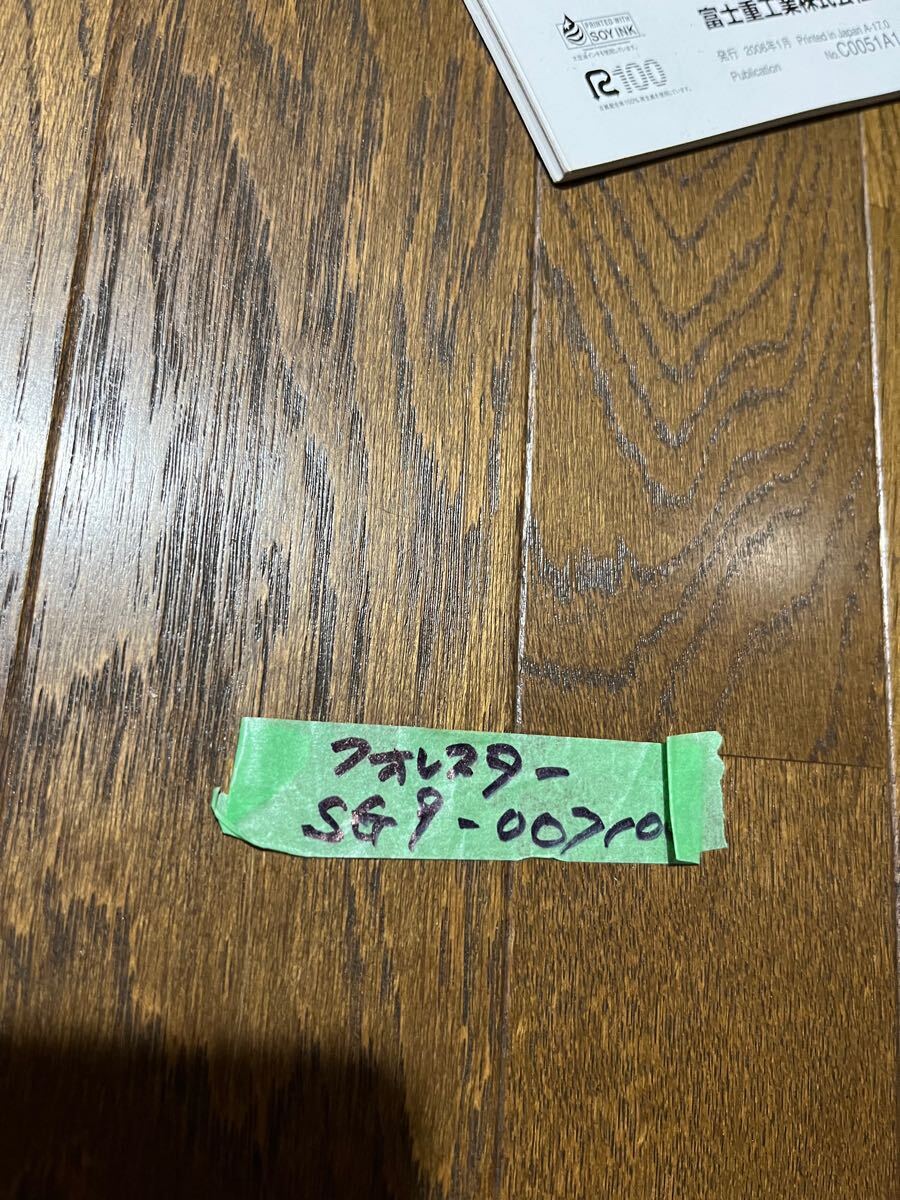 富士重工業株式会社
PRINTED WITH
SOY INK
R100
発行 2006年1月 Printed in Japan A-17.0
Publication No.C0051A1
フォレスター
SG9-007